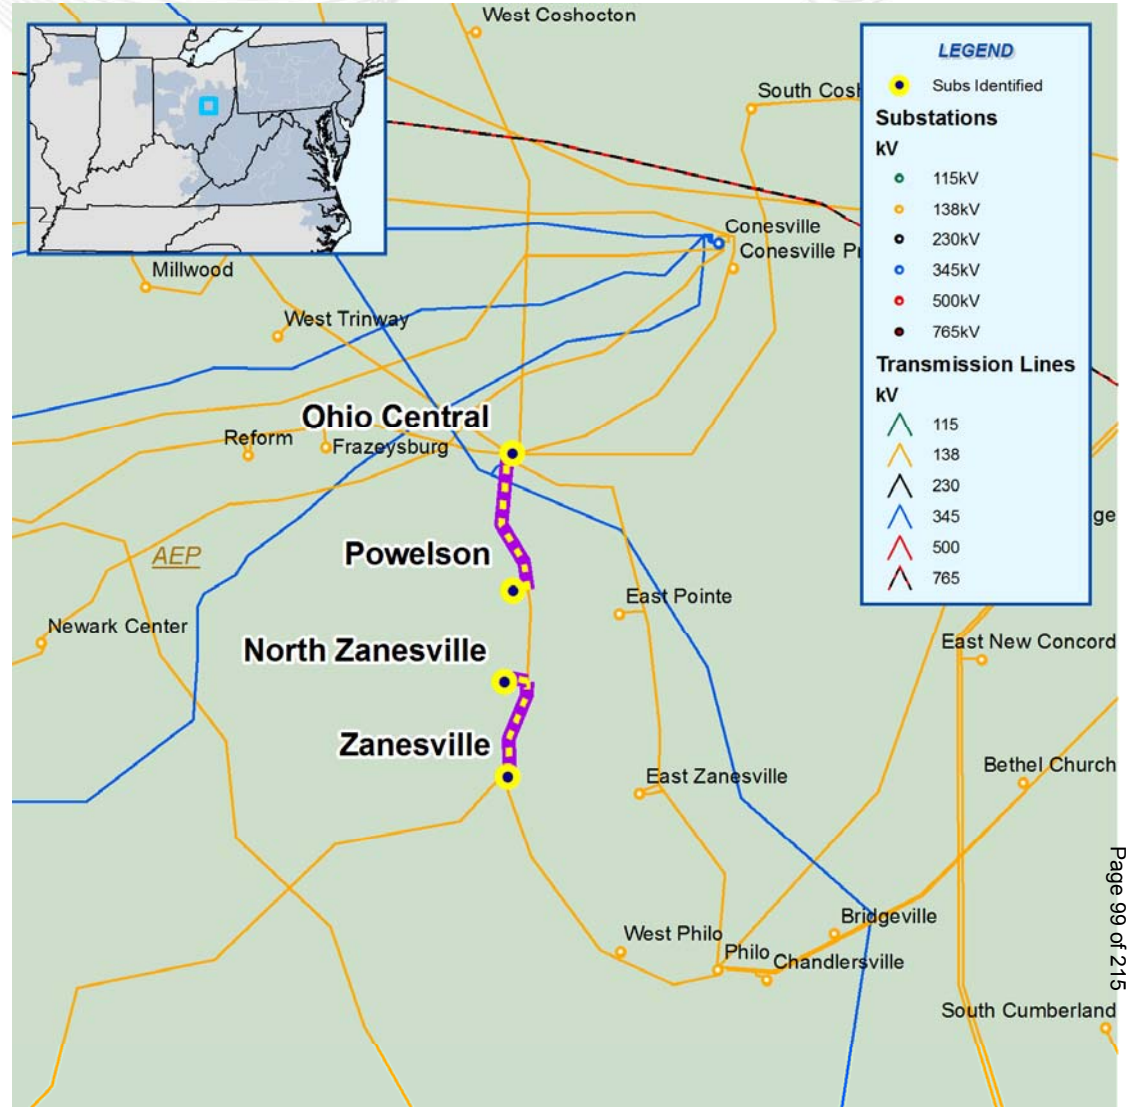 West Coshocton
LEGEND
Subs Identified
Substations
kV
115kV
138kV
230kV
345kV
500kV
765kV
Transmission Lines
kV
115
138
230
345
500
765
South Cosh
Conesville
Conesville Pr
Millwood
West Trinway
Ohio Central
Reform
Frazeysburg
ge
Powelson
AEP
East Pointe
Newark Center
East New Concord
North Zanesville
Zanesville
Bethel Church
East Zanesville
Page 99 of 215
Bridgeville
West Philo
Philo
Chandlersville
South Cumberland